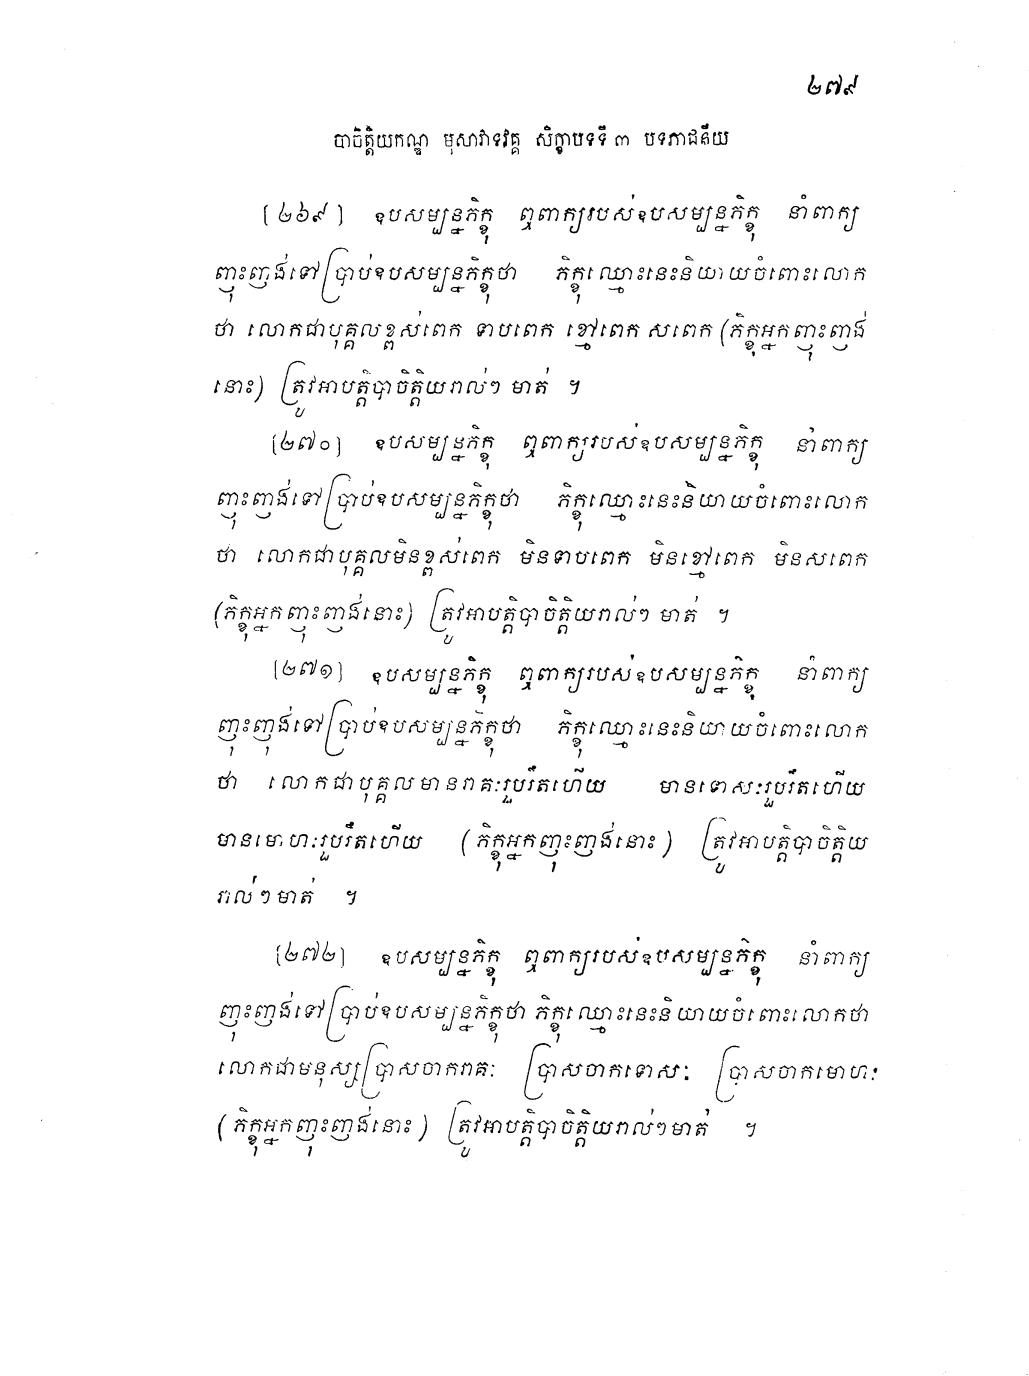 ២៧៩
បាចិត្តិយកណ្ឌ មុសាវាទវគ្គ សិក្ខាបទទី ៣ បទភាជនីយ
[២៦៩] ឧបសម្បន្នភិក្ខុ ឮពាក្យរបស់ឧបសម្បន្នភិក្ខុ នាំពាក្យ
ញុះញង់ទៅប្រាប់ឧបសម្បន្នភិក្ខុថា ភិក្ខុឈ្មោះនេះនិយាយចំពោះលោក
ថា លោកជាបុគ្គលខ្ពស់ពេក ទាបពេក ខ្មៅពេក សពេក (ភិក្ខុអ្នកញុះញង់
នោះ) ត្រូវអាបត្តិបាចិត្តិយរាល់ៗ មាត់ ។
[២៧០] ឧបសម្បន្នភិក្ខុ ឮពាក្យរបស់ឧបសម្បន្នភិក្ខុ នាំពាក្យ
ញុះញង់ទៅប្រាប់ឧបសម្បន្នភិក្ខុថា ភិក្ខុឈ្មោះនេះនិយាយចំពោះលោក
ថា លោកជាបុគ្គលមិនខ្ពស់ពេក មិនទាបពេក មិនខ្មៅពេក មិនសពេក
(ភិក្ខុអ្នកញុះញង់នោះ) ត្រូវអាបត្តិបាចិត្តិយរាល់ៗ មាត់ ។
[២៧១] ឧបសម្បន្នភិក្ខុ ឮពាក្យរបស់ឧបសម្បន្នភិក្ខុ នាំពាក្យ
ញុះញុង់ទៅប្រាប់ឧបសម្បន្នភិក្ខុថា ភិក្ខុឈ្មោះនេះនិយាយចំពោះលោក
ថា លោកជាបុគ្គលមានរាគៈរួបរឹតហើយ មានទោសៈរួបរឹតហើយ
មានមោហៈរួបរឹតហើយ (ភិក្ខុអ្នកញុះញង់នោះ) ត្រូវអាបត្តិបាចិត្តិយ
រាល់ៗមាត់ ។
[២៧២] ឧបសម្បន្នភិក្ខុ ឮពាក្យរបស់ឧបសម្បន្នភិក្ខុ នាំពាក្យ
ញុះញង់ទៅប្រាប់ឧបសម្បន្នភិក្ខុថា ភិក្ខុឈ្មោះនេះនិយាយចំពោះលោកថា
លោកជាមនុស្សប្រាសចាករាគៈ ប្រាសចាកទោសៈ ប្រាសចាកមោហៈ
(ភិក្ខុអ្នកញុះញង់នោះ) ត្រូវអាបត្តិបាចិត្តិយរាល់ៗមាត់ ។